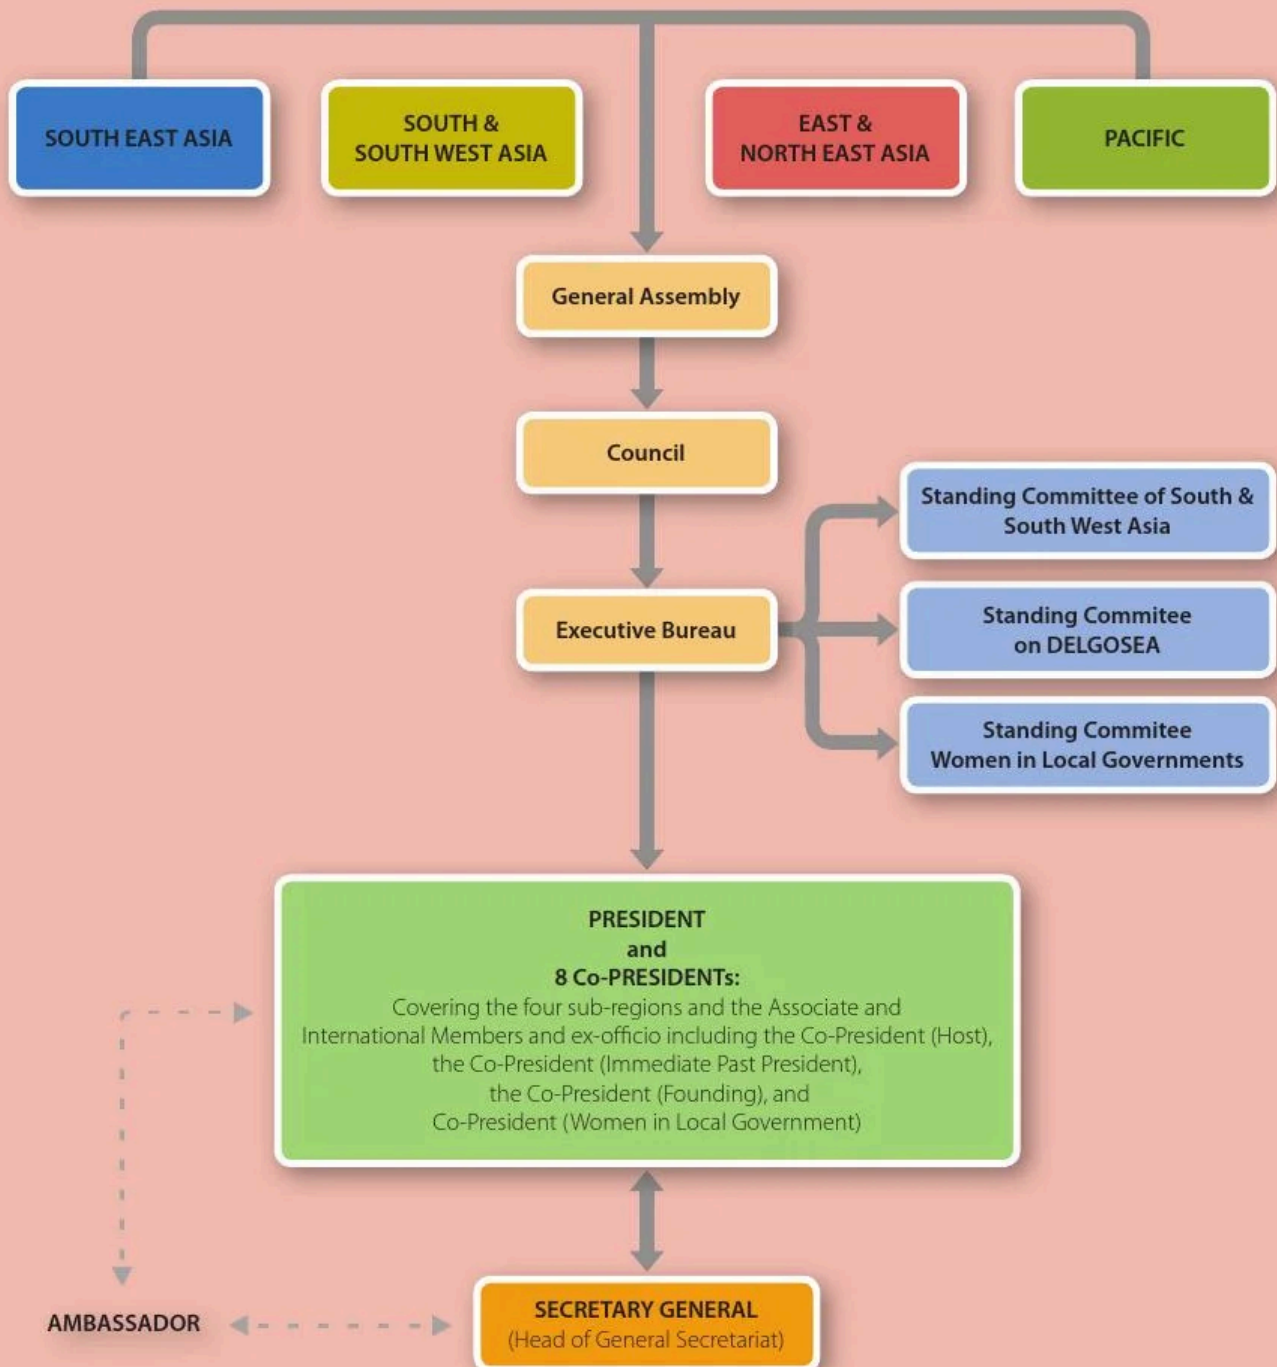 SOUTH EAST ASIA
SOUTH &
SOUTH WEST ASIA
EAST &
NORTH EAST ASIA
PACIFIC
General Assembly
Council
Executive Bureau
Standing Committee of South &
South West Asia
Standing Commitee
on DELGOSEA
Standing Commitee
Women in Local Governments
PRESIDENT
and
8 Co-PRESIDENTs:
Covering the four sub-regions and the Associate and
International Members and ex-officio including the Co-President (Host),
the Co-President (Immediate Past President),
the Co-President (Founding), and
Co-President (Women in Local Government)
AMBASSADOR
SECRETARY GENERAL
(Head of General Secretariat)